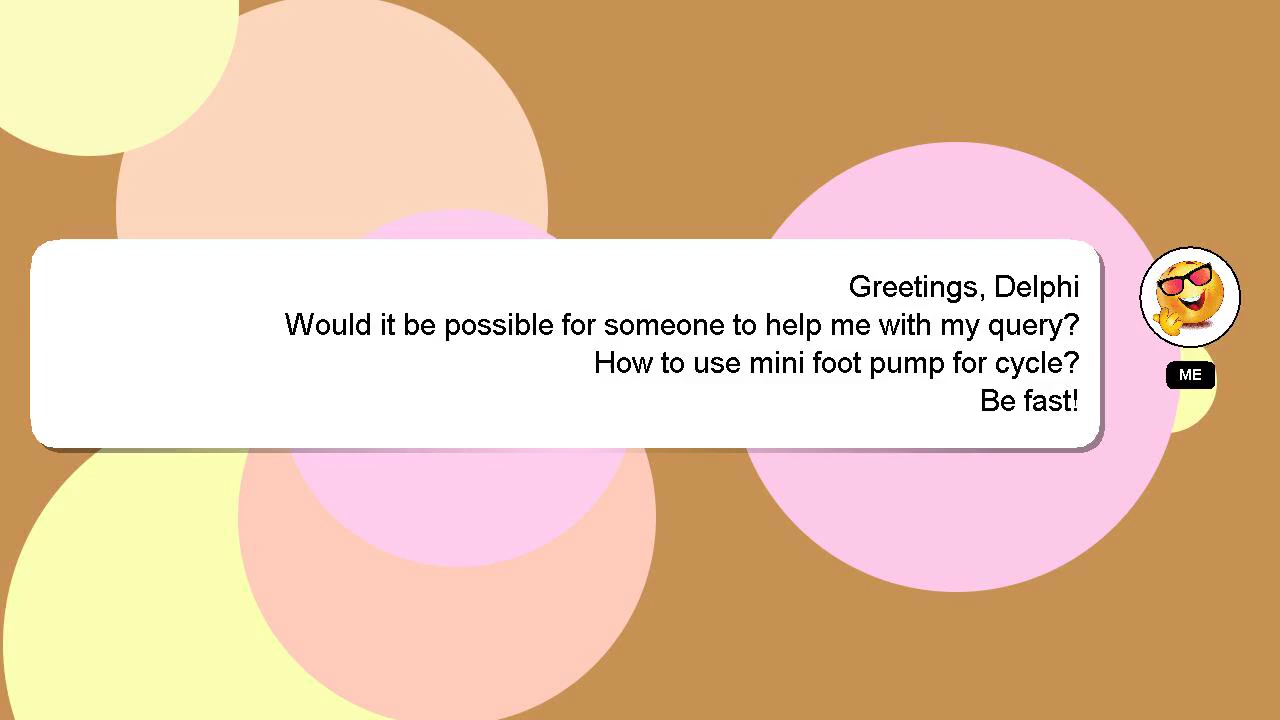 Greetings, Delphi
Would it be possible for someone to help me with my query?
How to use mini foot pump for cycle?
Be fast!
ME